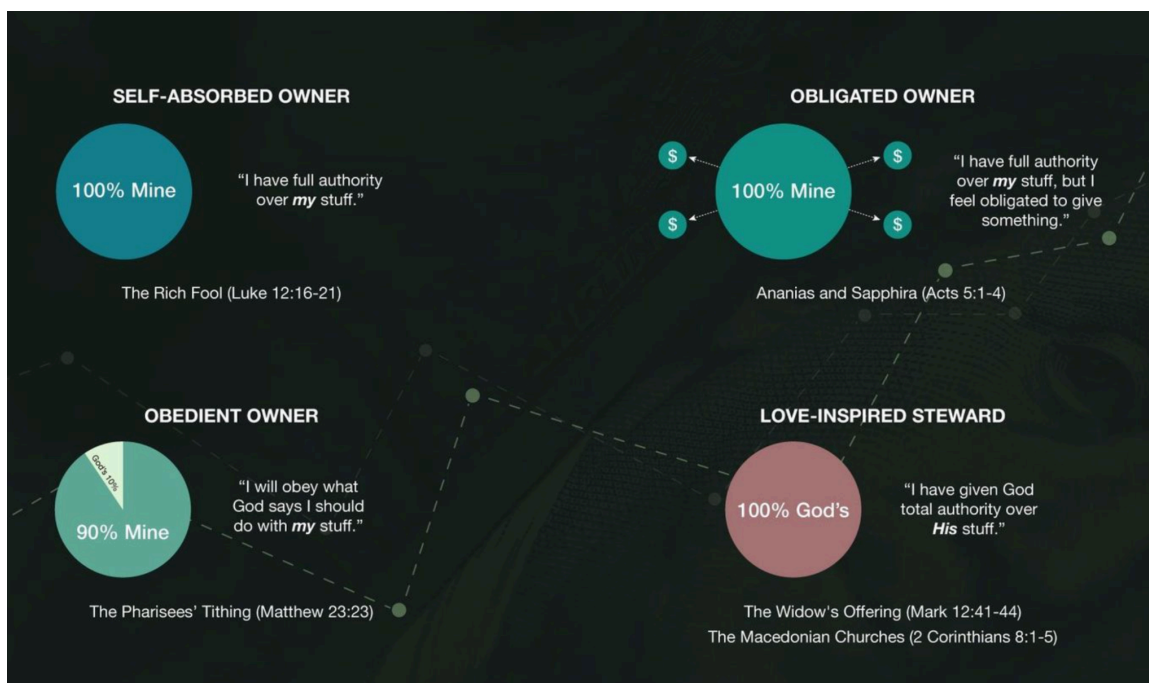 SELF-ABSORBED OWNER
100% Mine
“I have full authority
over my stuff.”
The Rich Fool (Luke 12:16-21)
OBLIGATED OWNER
$
$
100% Mine
$
$
“I have full authority
over my stuff, but I
feel obligated to give
something.”
Ananias and Sapphira (Acts 5:1-4)
OBEDIENT OWNER
God's 10%
90% Mine
“I will obey what
God says I should
do with my stuff.”
The Pharisees’ Tithing (Matthew 23:23)
LOVE-INSPIRED STEWARD
100% God's
“I have given God
total authority over
His stuff.”
The Widow's Offering (Mark 12:41-44)
The Macedonian Churches (2 Corinthians 8:1-5)